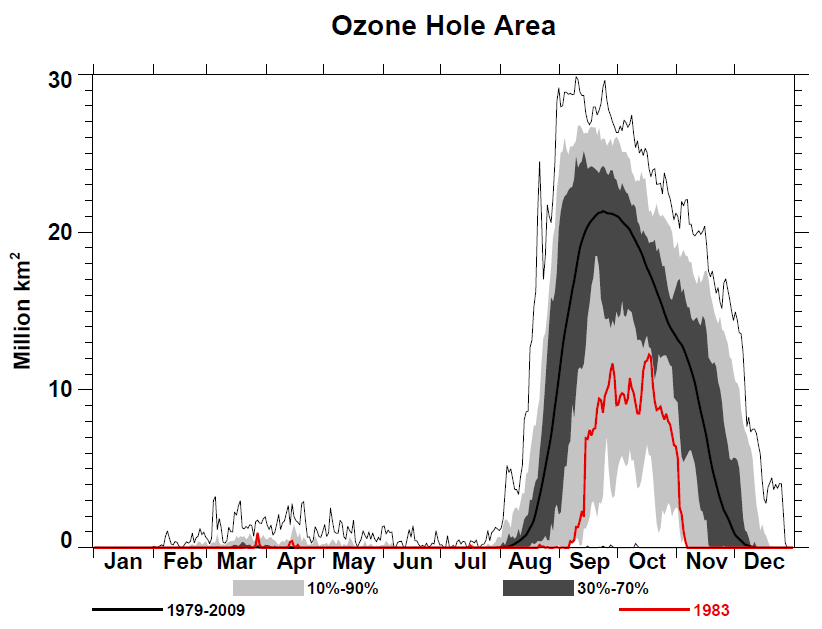 Ozone Hole Area
30
20
10
0
Million km²
Jan Feb Mar Apr May Jun Jul Aug Sep Oct Nov Dec
10%-90% 30%-70%
1979-2009 1983